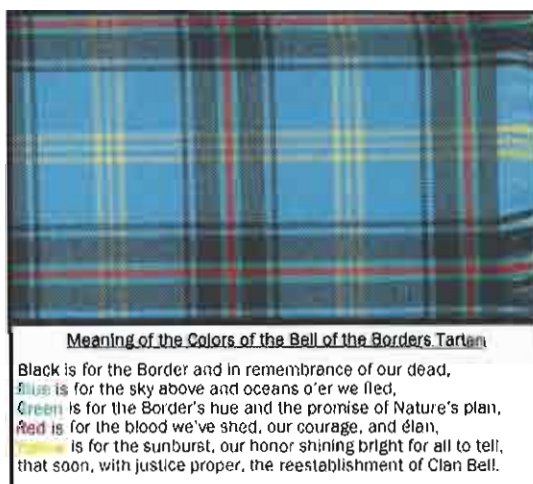 Meaning of the Colors of the Bell of the Borders Tartan
Black is for the Border and in remembrance of our dead,
Blue is for the sky above and oceans o'er we fled,
Green is for the Border's hue and the promise of Nature's plan,
Red is for the blood we've shed, our courage, and élan,
Yellow is for the sunburst, our honor shining bright for all to tell,
that soon, with justice proper, the reestablishment of Clan Bell.